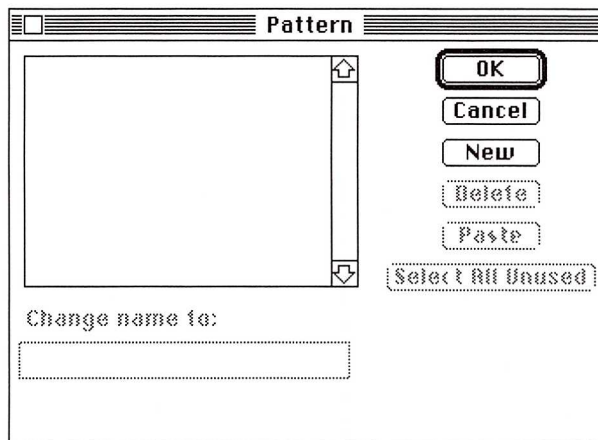 Pattern
OK
Cancel
New
Delete
Paste
Select All Unused
Change name to: